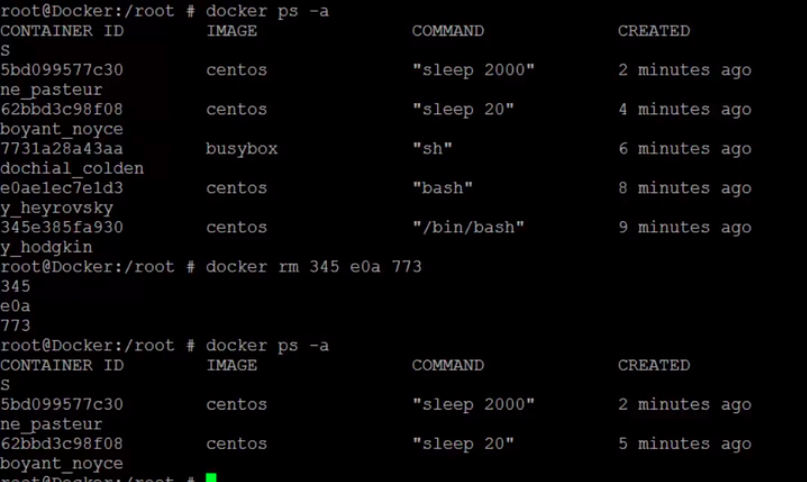 root@Docker:/root # docker ps -a
CONTAINER ID IMAGE COMMAND CREATED
S
5bd099577c30 centos "sleep 2000" 2 minutes ago
ne_pasteur
62bbd3c98f08 centos "sleep 20" 4 minutes ago
boyant_noyce
7731a28a43aa busybox "sh" 6 minutes ago
dochial_colden
e0ae1ec7e1d3 centos "bash" 8 minutes ago
y_heyrovsky
345e385fa930 centos "/bin/bash" 9 minutes ago
y_hodgkin
root@Docker:/root # docker rm 345 e0a 773
345
e0a
773
root@Docker:/root # docker ps -a
CONTAINER ID IMAGE COMMAND CREATED
S
5bd099577c30 centos "sleep 2000" 2 minutes ago
ne_pasteur
62bbd3c98f08 centos "sleep 20" 5 minutes ago
boyant_noyce
root@Docker:/root #